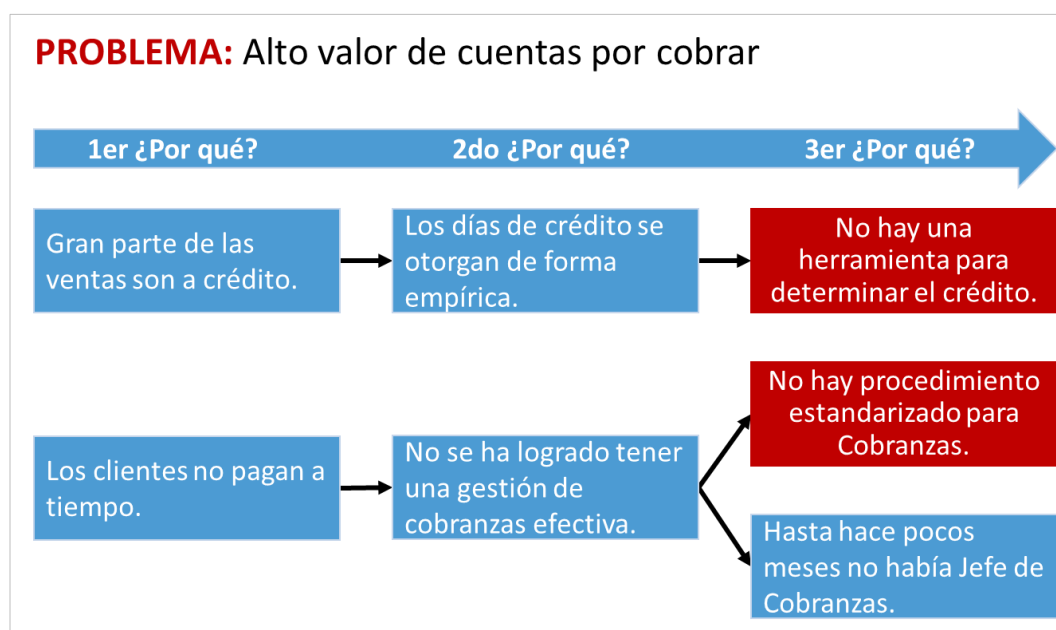 PROBLEMA: Alto valor de cuentas por cobrar
1er ¿Por qué?
2do ¿Por qué?
3er ¿Por qué?
Gran parte de las
ventas son a crédito.
Los días de crédito se
otorgan de forma
empírica.
No hay una
herramienta para
determinar el crédito.
Los clientes no pagan a
tiempo.
No se ha logrado tener
una gestión de
cobranzas efectiva.
No hay procedimiento
estandarizado para
Cobranzas.
Hasta hace pocos
meses no había Jefe de
Cobranzas.